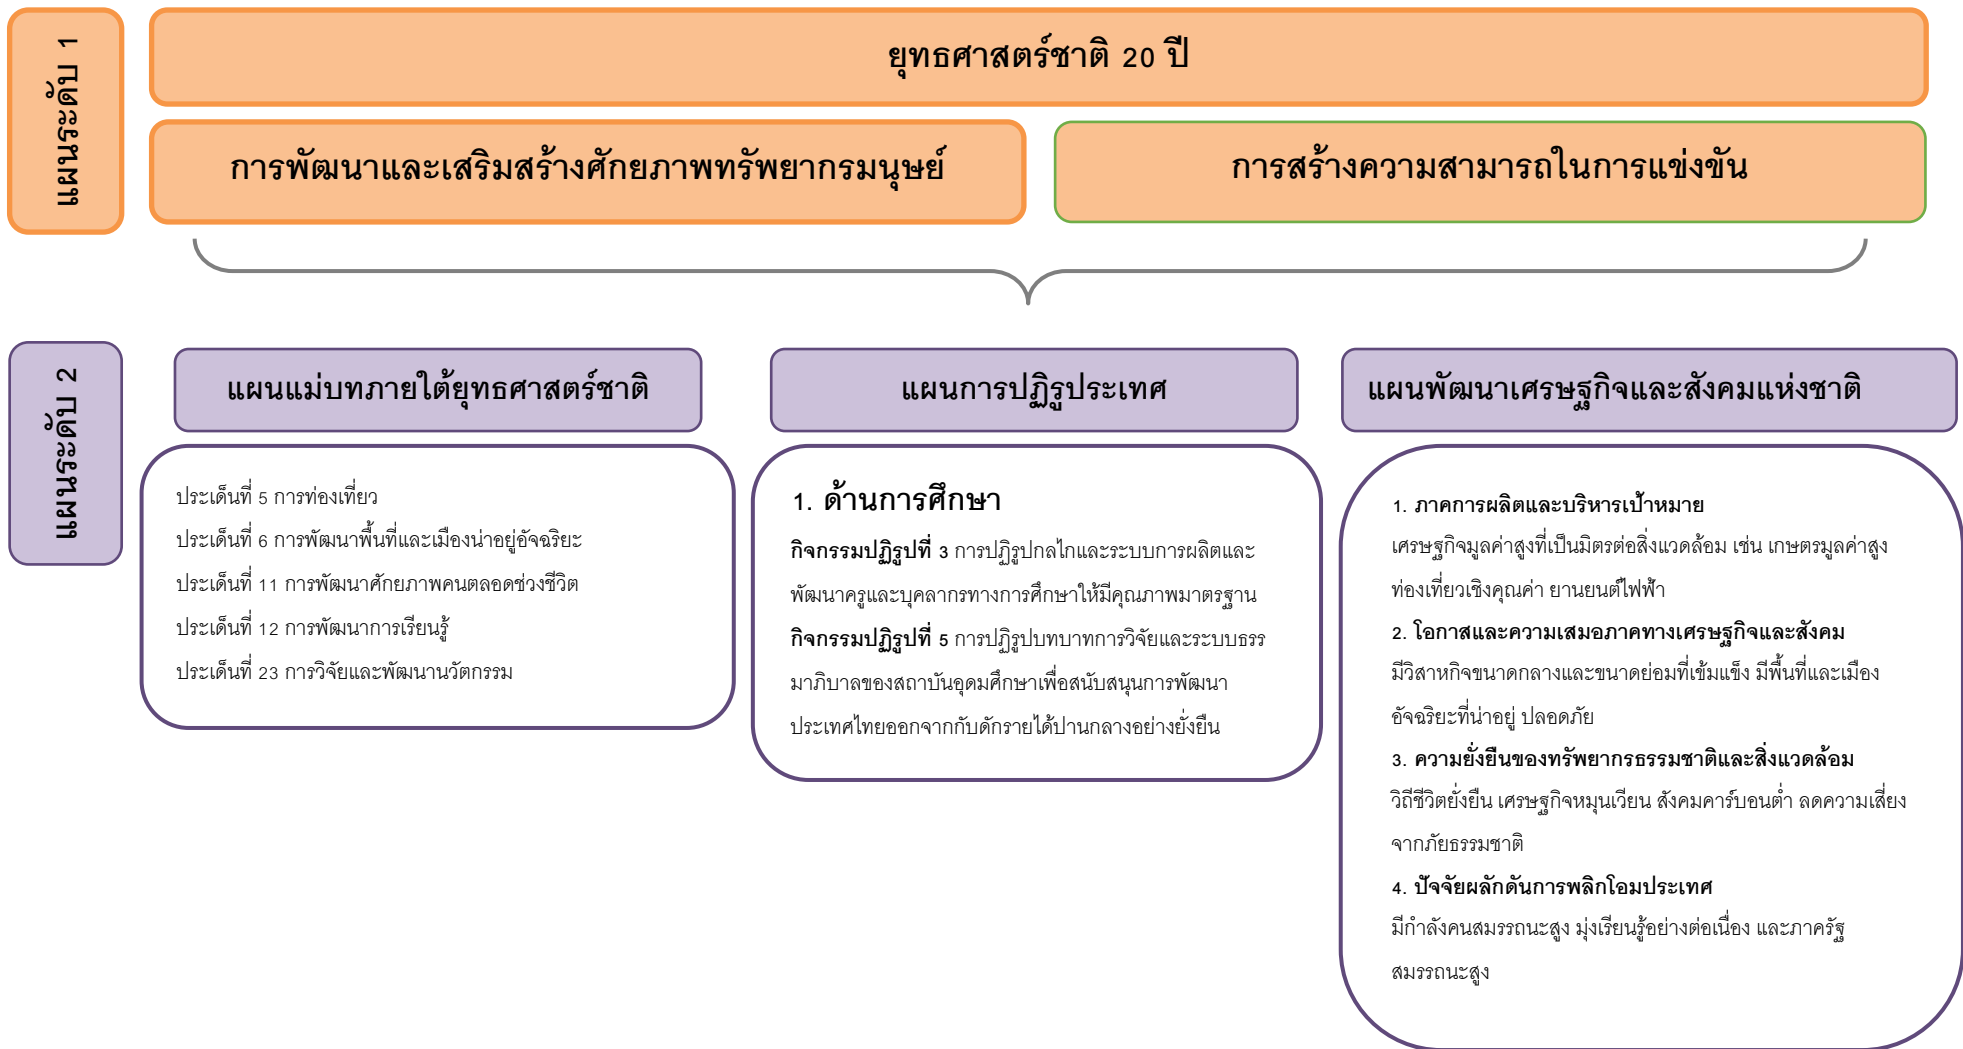 แผนระดับ 1
ยุทธศาสตร์ชาติ 20 ปี
การพัฒนาและเสริมสร้างศักยภาพทรัพยากรมนุษย์
การสร้างความสามารถในการแข่งขัน
แผนระดับ 2
แผนแม่บทภายใต้ยุทธศาสตร์ชาติ
ประเด็นที่ 5 การท่องเที่ยว
ประเด็นที่ 6 การพัฒนาพื้นที่และเมืองน่าอยู่อัจฉริยะ
ประเด็นที่ 11 การพัฒนาศักยภาพคนตลอดช่วงชีวิต
ประเด็นที่ 12 การพัฒนาการเรียนรู้
ประเด็นที่ 23 การวิจัยและพัฒนานวัตกรรม
แผนการปฏิรูประเทศ
1. ด้านการศึกษา
กิจกรรมปฏิรูปที่ 3 การปฏิรูปกลไกและระบบการผลิตและ
พัฒนาครูและบุคลากรทางการศึกษาให้มีคุณภาพมาตรฐาน
กิจกรรมปฏิรูปที่ 5 การปฏิรูปบทบาทการวิจัยและระบบธรร
มาภิบาลของสถาบันอุดมศึกษาเพื่อสนับสนุนการพัฒนา
ประเทศไทยออกจากกับดักรายได้ปานกลางอย่างยั่งยืน
แผนพัฒนาเศรษฐกิจและสังคมแห่งชาติ
1. ภาคการผลิตและบริหารเป้าหมาย
เศรษฐกิจมูลค่าสูงที่เป็นมิตรต่อสิ่งแวดล้อม เช่น เกษตรมูลค่าสูง
ท่องเที่ยวเชิงคุณค่า ยานยนต์ไฟฟ้า
2. โอกาสและความเสมอภาคทางเศรษฐกิจและสังคม
มีวิสาหกิจขนาดกลางและขนาดย่อมที่เข้มแข็ง มีพื้นที่และเมือง
อัจฉริยะที่น่าอยู่ ปลอดภัย
3. ความยั่งยืนของทรัพยากรธรรมชาติและสิ่งแวดล้อม
วิถีชีวิตยั่งยืน เศรษฐกิจหมุนเวียน สังคมคาร์บอนต่ำ ลดความเสี่ยง
จากภัยธรรมชาติ
4. ปัจจัยผลักดันการพลิกโอมประเทศ
มีกำลังคนสมรรถนะสูง มุ่งเรียนรู้อย่างต่อเนื่อง และภาครัฐ
สมรรถนะสูง